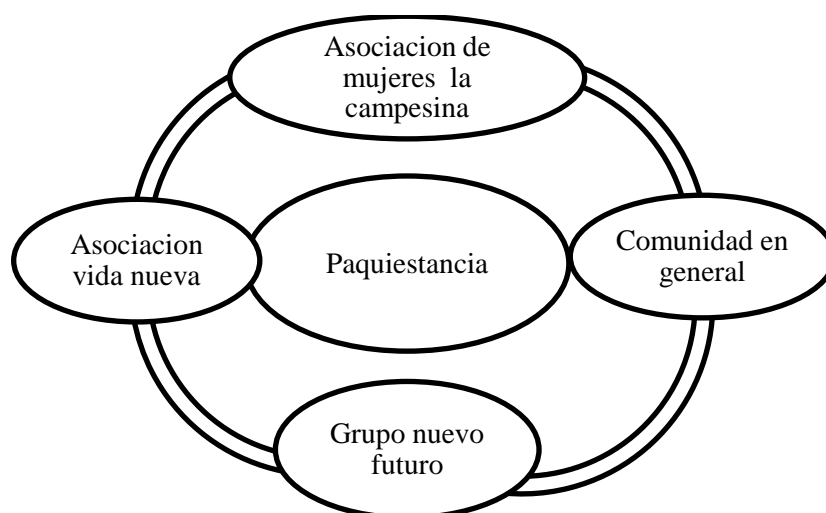 Asociacion de
mujeres  la
campesina
Asociacion
vida nueva
Paquiestancia
Comunidad en
general
Grupo nuevo
futuro